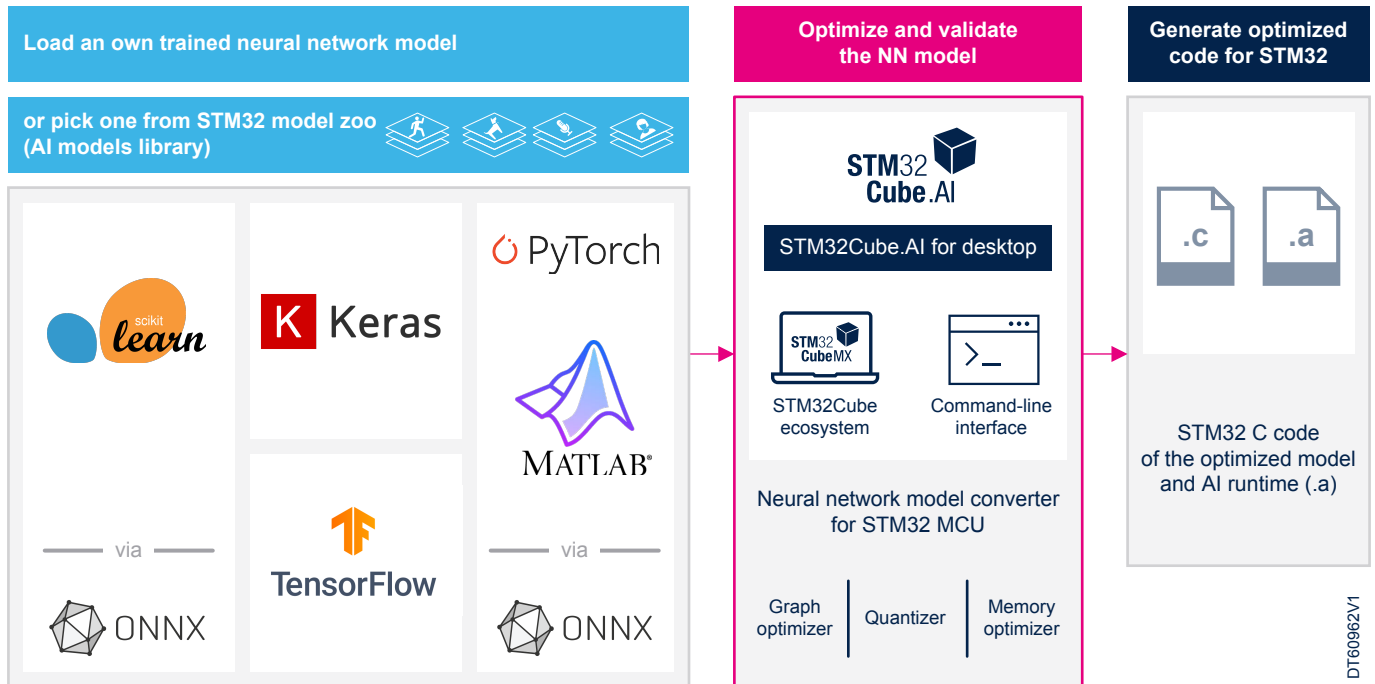 Load an own trained neural network model
or pick one from STM32 model zoo
(AI models library)
scikit
learn
via
ONNX
K Keras
TensorFlow
PyTorch
MATLAB®
via
ONNX
Optimize and validate
the NN model
STM32
Cube.AI
STM32Cube.AI for desktop
STM32
CubeMX
STM32Cube
ecosystem
>_
Command-line
interface
Neural network model converter
for STM32 MCU
Graph
optimizer
Quantizer
Memory
optimizer
Generate optimized
code for STM32
.c
.a
STM32 C code
of the optimized model
and AI runtime (.a)
DT60962V1